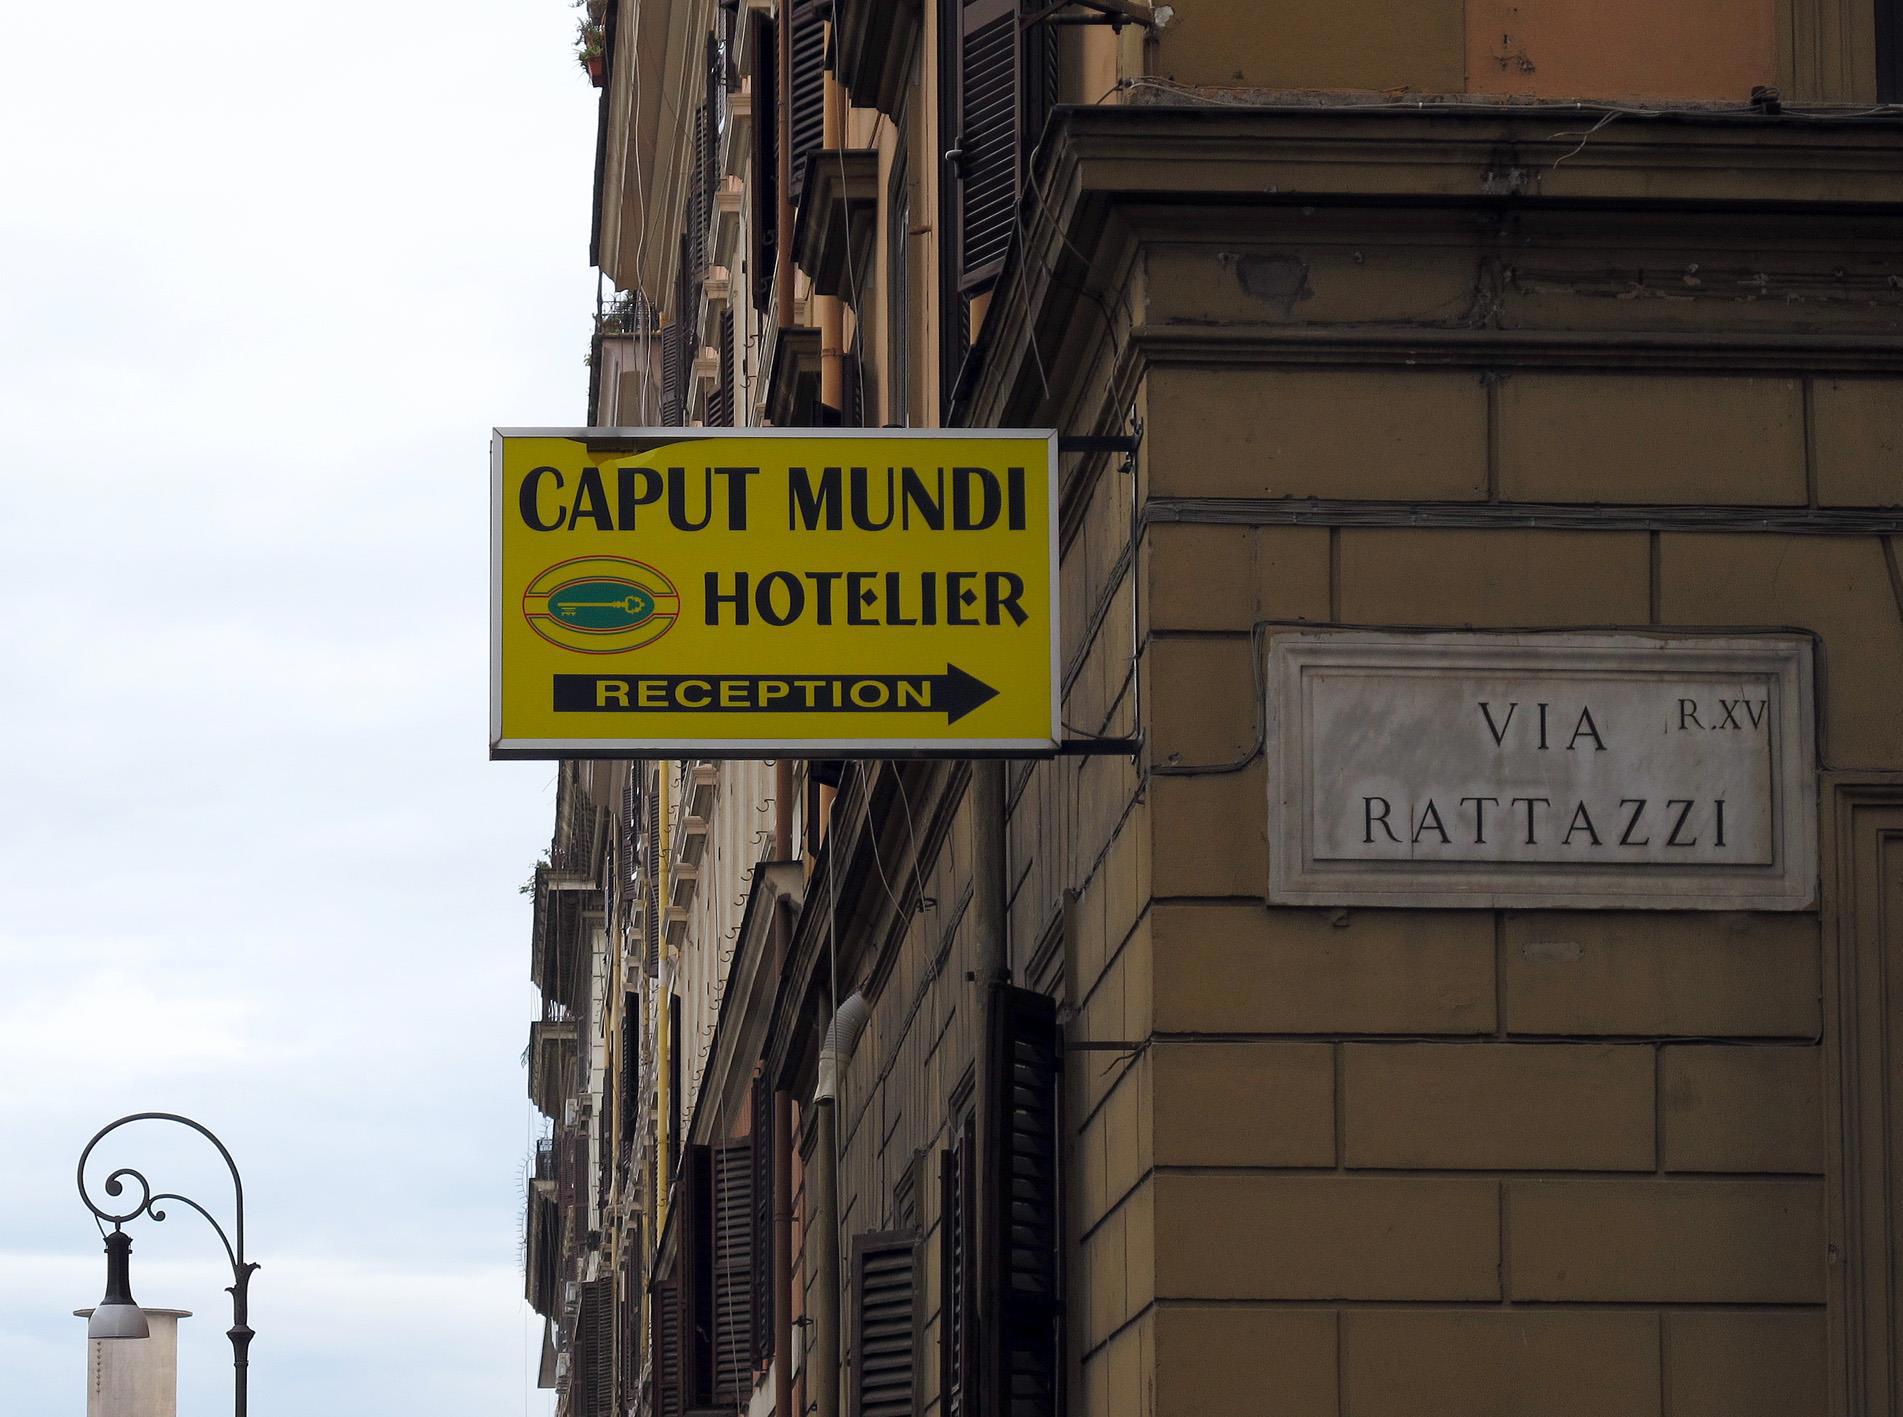 CAPUT MUNDI
HOTELIER
RECEPTION
VIA R.XV
RATTAZZI